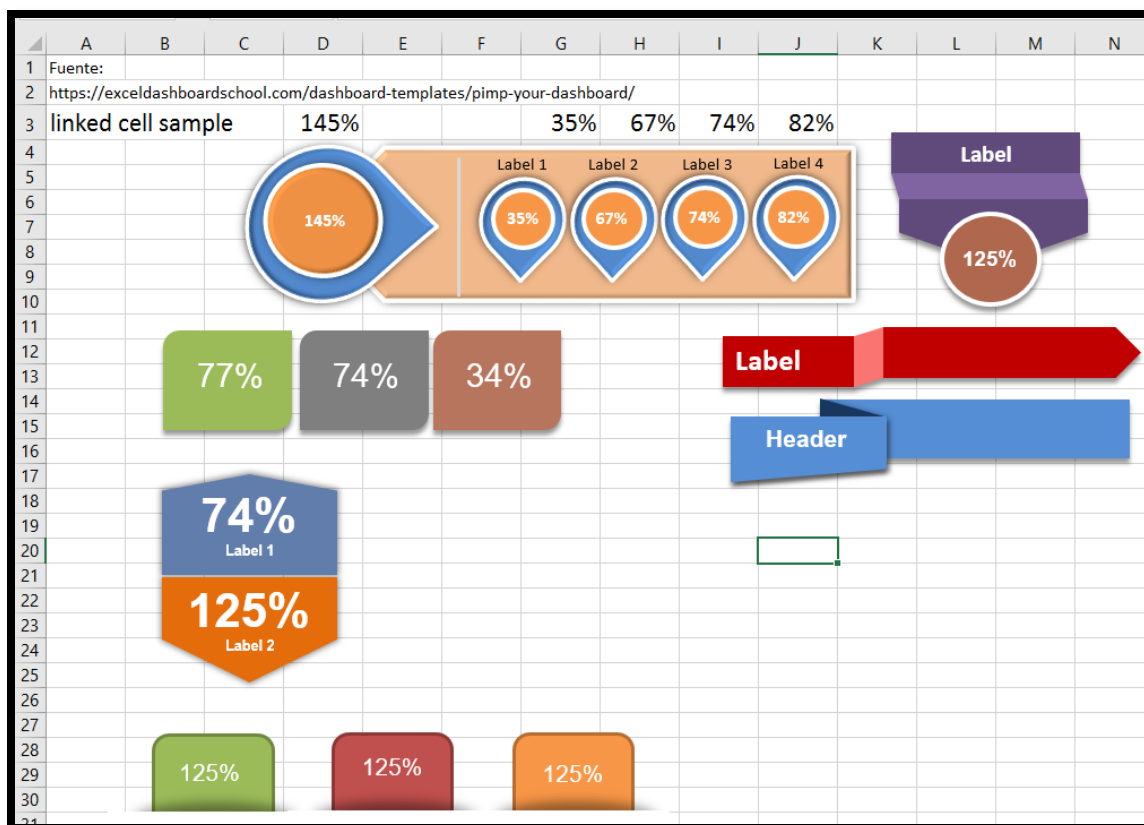 A B C D E F G H I J K L M N
1 Fuente:
2 https://exceldashboardschool.com/dashboard-templates/pimp-your-dashboard/
3 linked cell sample 145% 35% 67% 74% 82%
4
5
6
7
8
9
10
11
12
13
14
15
16
17
18
19
20
21
22
23
24
25
26
27
28
29
30
31
Label 1 Label 2 Label 3 Label 4
145% 35% 67% 74% 82%
Label
125%
77% 74% 34%
Label
Header
74%
Label 1
125%
Label 2
125% 125% 125%